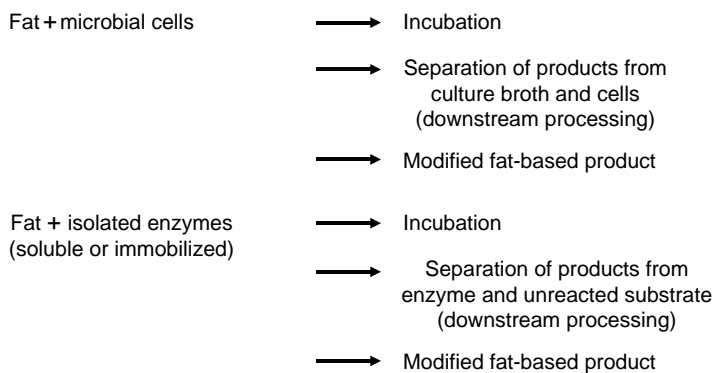 Fat + microbial cells
Incubation
Separation of products from
culture broth and cells
(downstream processing)
Modified fat-based product
Fat + isolated enzymes
(soluble or immobilized)
Incubation
Separation of products from
enzyme and unreacted substrate
(downstream processing)
Modified fat-based product